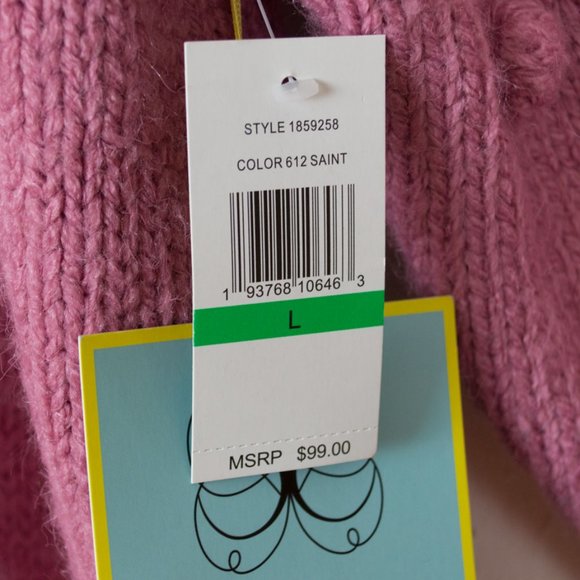 STYLE 1859258
COLOR 612 SAINT
1 93768 10646 3
L
MSRP $99.00